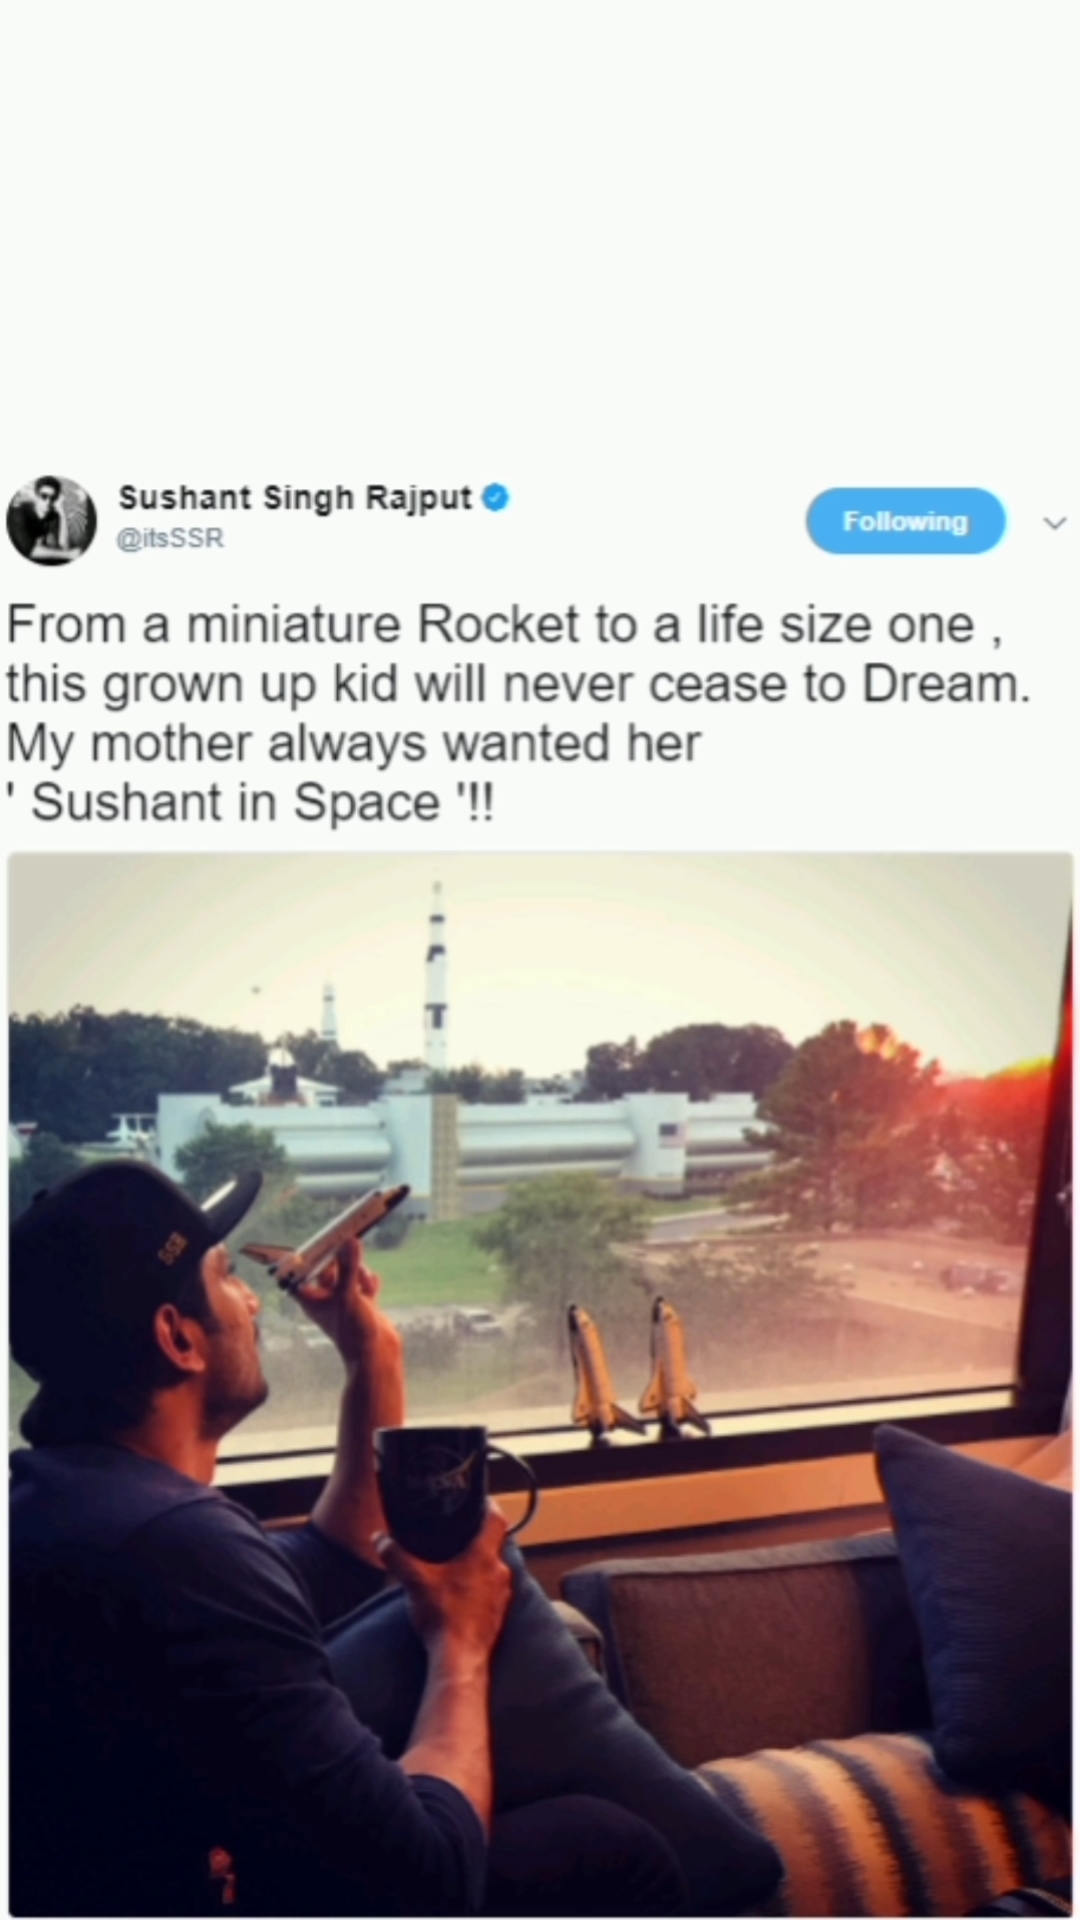 Sushant Singh Rajput
@itsSSR
Following
From a miniature Rocket to a life size one ,
this grown up kid will never cease to Dream.
My mother always wanted her
' Sushant in Space '!!
SSR